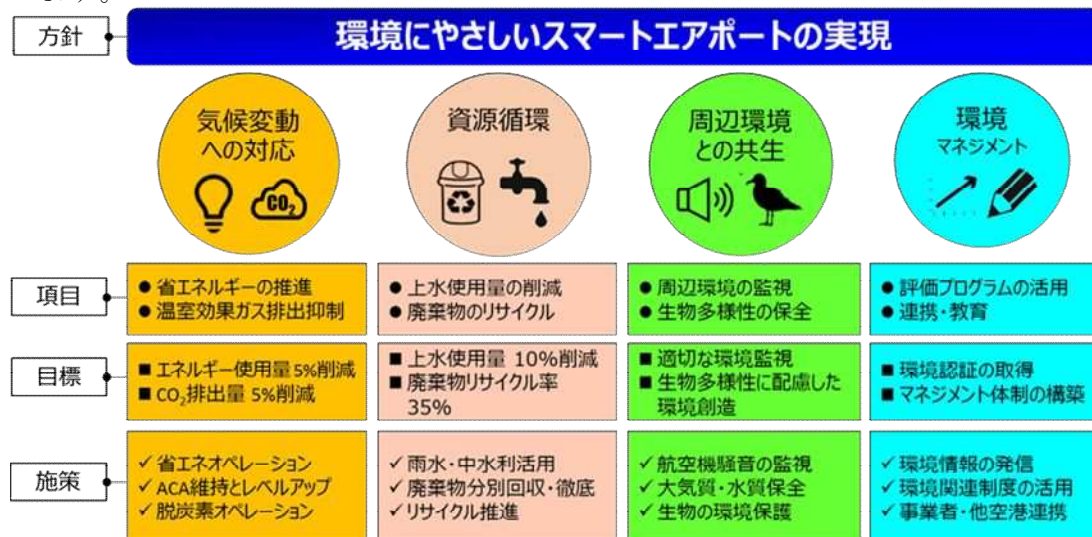 です。
方針
環境にやさしいスマートエアポートの実現
気候変動
への対応
CO₂
資源循環
周辺環境
との共生
環境
マネジメント
項目
● 省エネルギーの推進
● 温室効果ガス排出抑制
● 上水使用量の削減
● 廃棄物のリサイクル
● 周辺環境の監視
● 生物多様性の保全
● 評価プログラムの活用
● 連携・教育
目標
■ エネルギー使用量5%削減
■ CO₂排出量 5%削減
■ 上水使用量 10%削減
■ 廃棄物リサイクル率
35%
■ 適切な環境監視
■ 生物多様性に配慮した
環境創造
■ 環境認証の取得
■ マネジメント体制の構築
施策
✓ 省エネオペレーション
✓ ACA維持とレベルアップ
✓ 脱炭素オペレーション
✓ 雨水・中水利活用
✓ 廃棄物分別回収・徹底
✓ リサイクル推進
✓ 航空機騒音の監視
✓ 大気質・水質保全
✓ 生物の環境保護
✓ 環境情報の発信
✓ 環境関連制度の活用
✓ 事業者・他空港連携